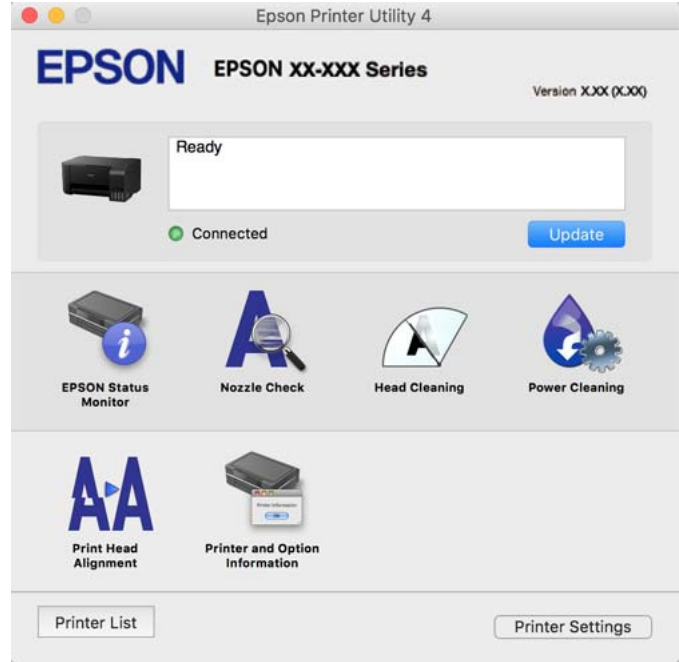 Epson Printer Utility 4
EPSON
EPSON XX-XXX Series
Version X.XX (X.XX)
Ready
Connected
Update
EPSON Status
Monitor
Nozzle Check
Head Cleaning
Power Cleaning
Print Head
Alignment
Printer and Option
Information
Printer List
Printer Settings